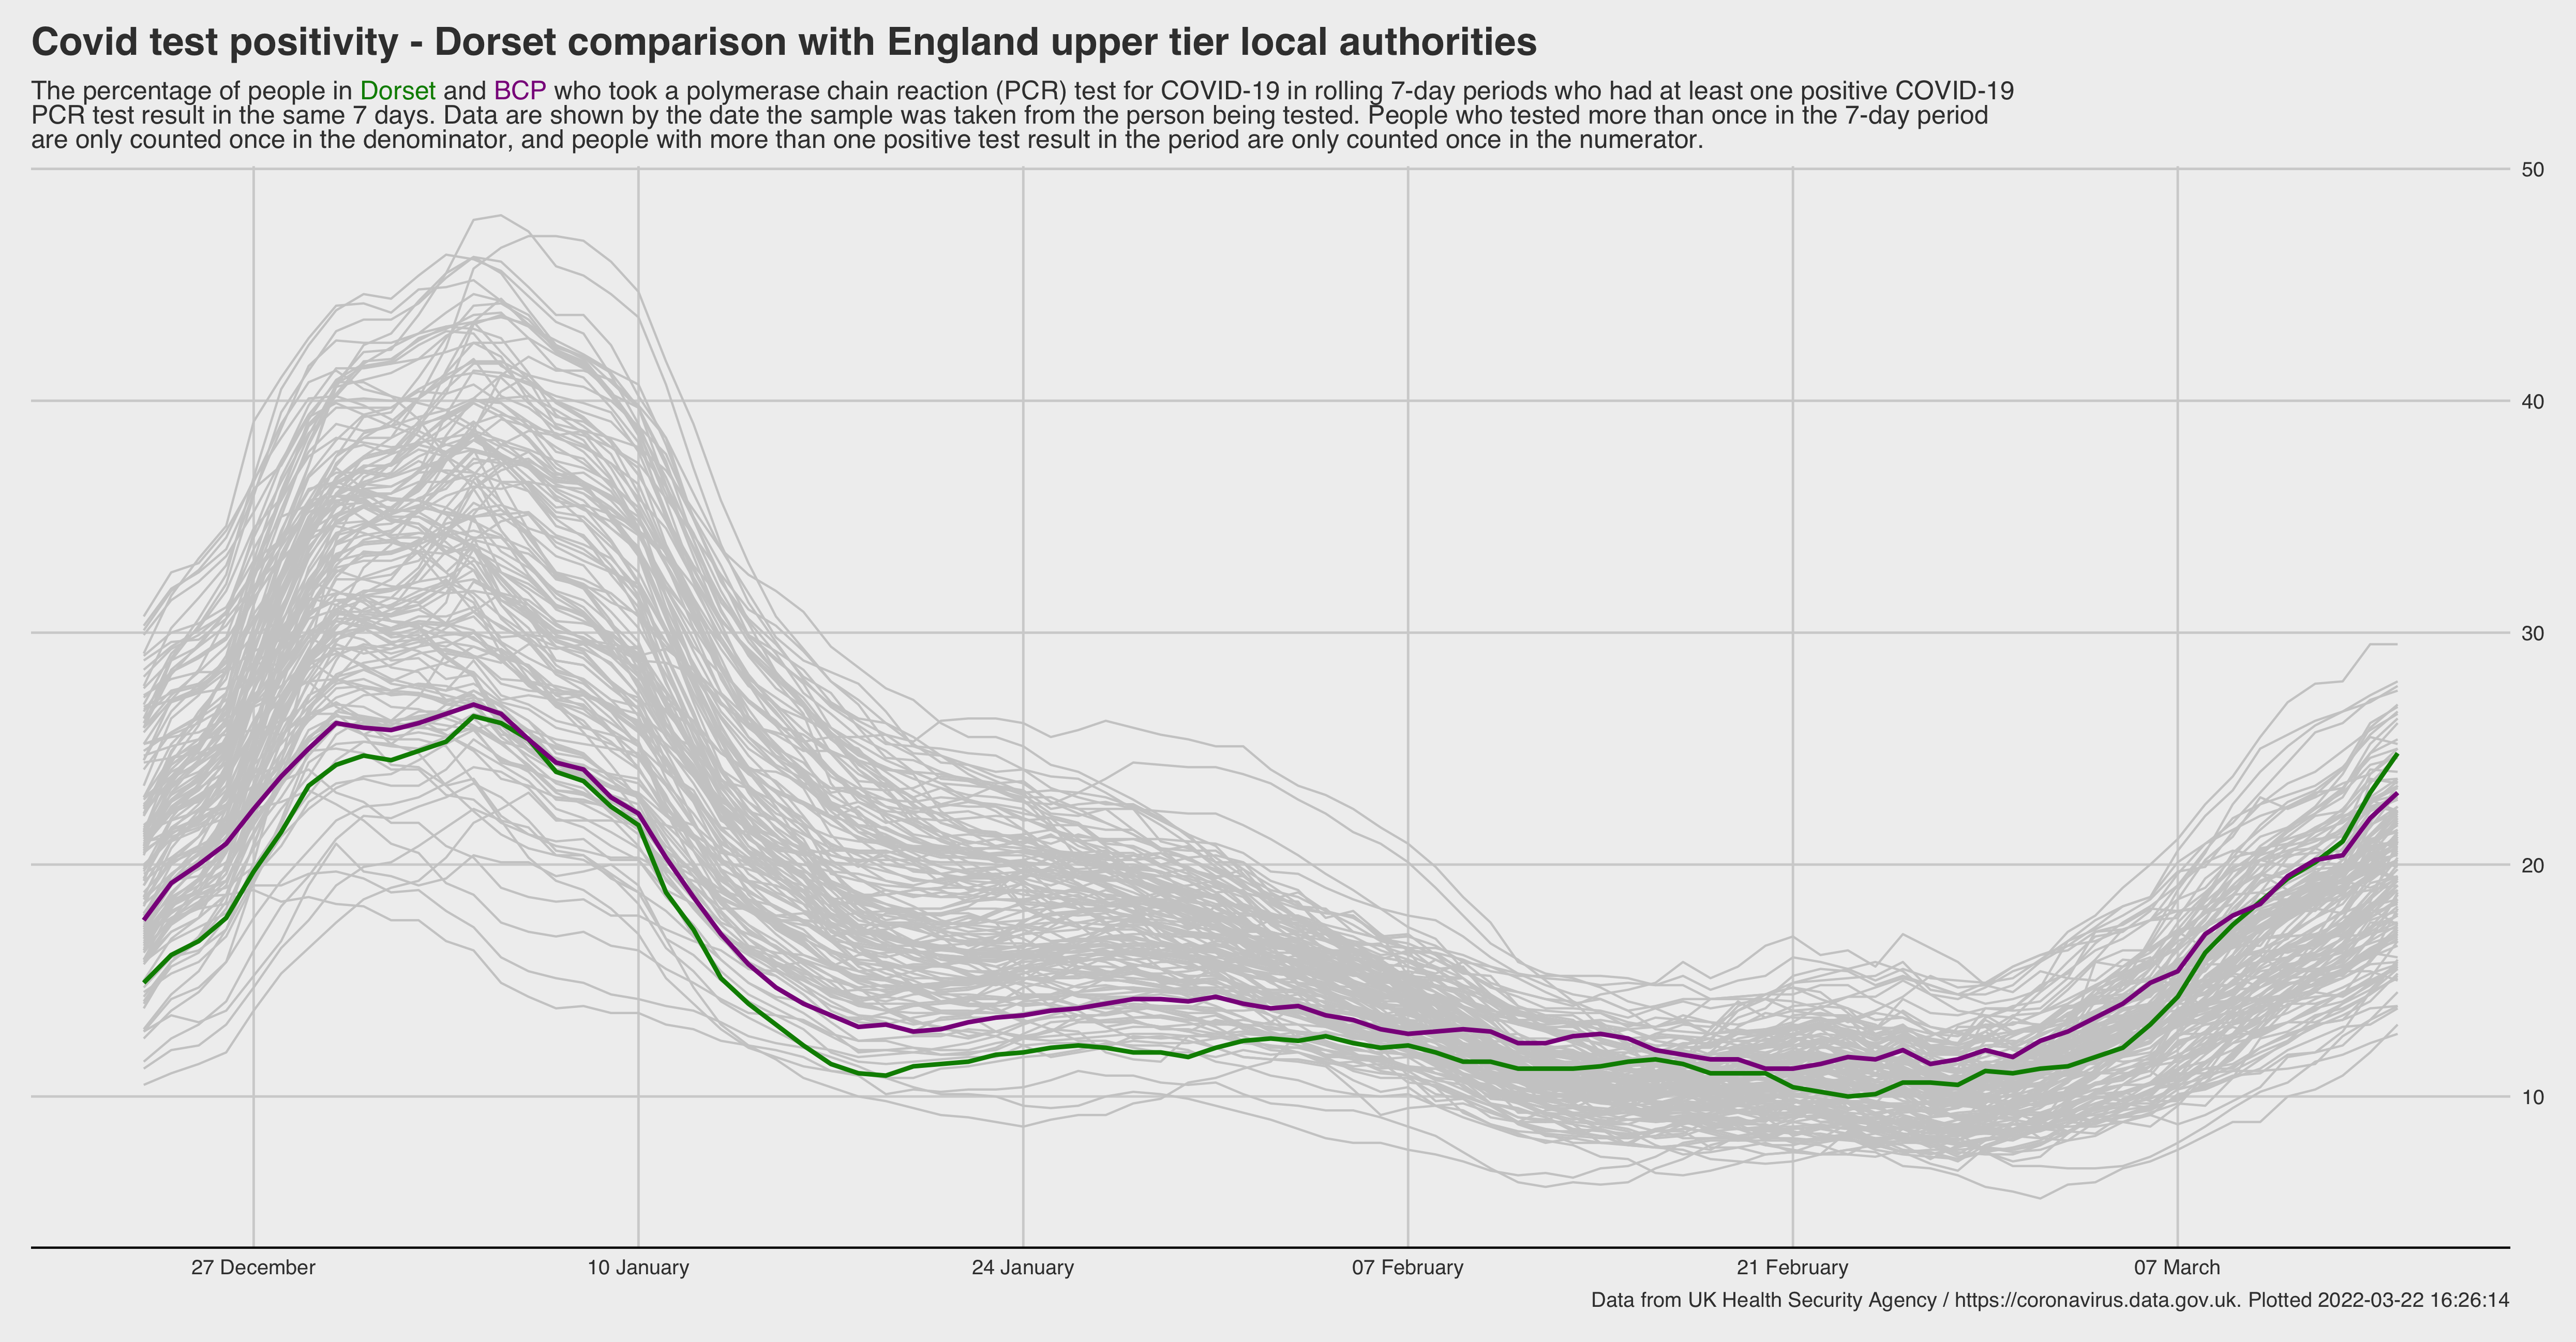 Covid test positivity - Dorset comparison with England upper tier local authorities
The percentage of people in Dorset and BCP who took a polymerase chain reaction (PCR) test for COVID-19 in rolling 7-day periods who had at least one positive COVID-19
PCR test result in the same 7 days. Data are shown by the date the sample was taken from the person being tested. People who tested more than once in the 7-day period
are only counted once in the denominator, and people with more than one positive test result in the period are only counted once in the numerator.
50
40
30
20
10
27 December
10 January
24 January
07 February
21 February
07 March
Data from UK Health Security Agency / https://coronavirus.data.gov.uk. Plotted 2022-03-22 16:26:14